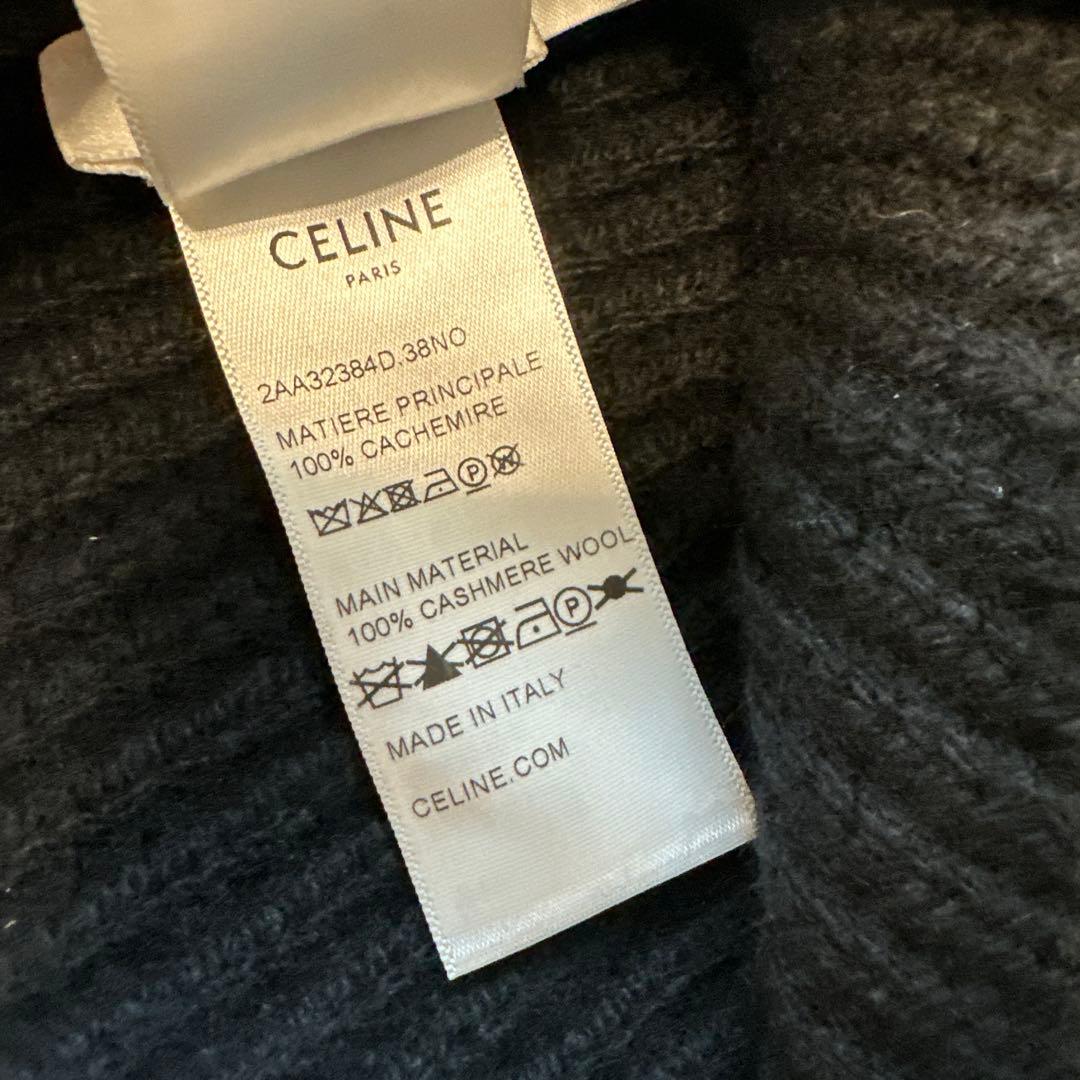 CELINE
PARIS
2AA32384D.38NO
MATIERE PRINCIPALE
100% CACHEMIRE
P W
MAIN MATERIAL
100% CASHMERE WOOL
P
MADE IN ITALY
CELINE.COM